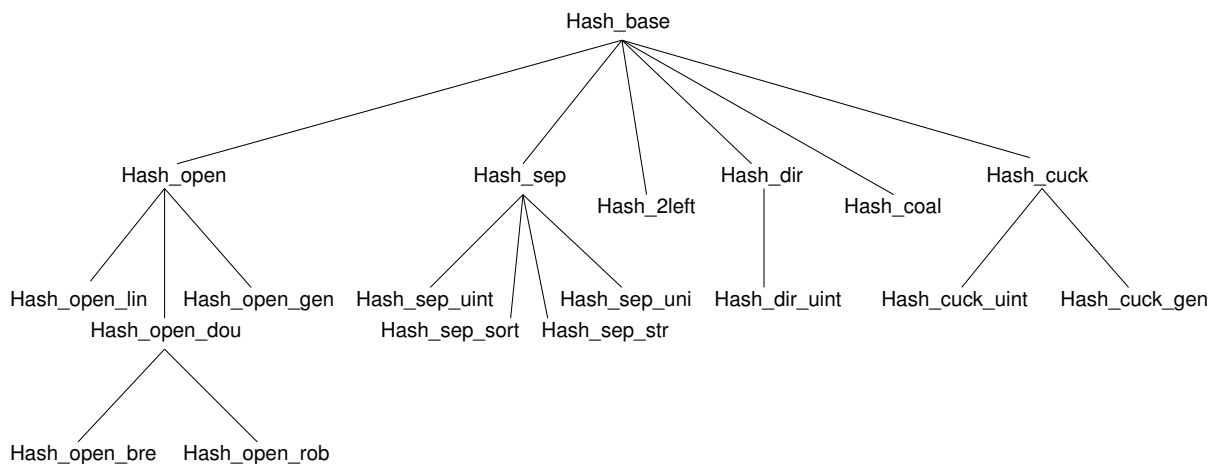 Hash_base
Hash_open Hash_sep Hash_dir Hash_cuck
Hash_2left Hash_coal
Hash_open_lin Hash_open_gen Hash_sep_uint Hash_sep_uni Hash_dir_uint Hash_cuck_uint Hash_cuck_gen
Hash_open_dou Hash_sep_sort Hash_sep_str
Hash_open_bre Hash_open_rob